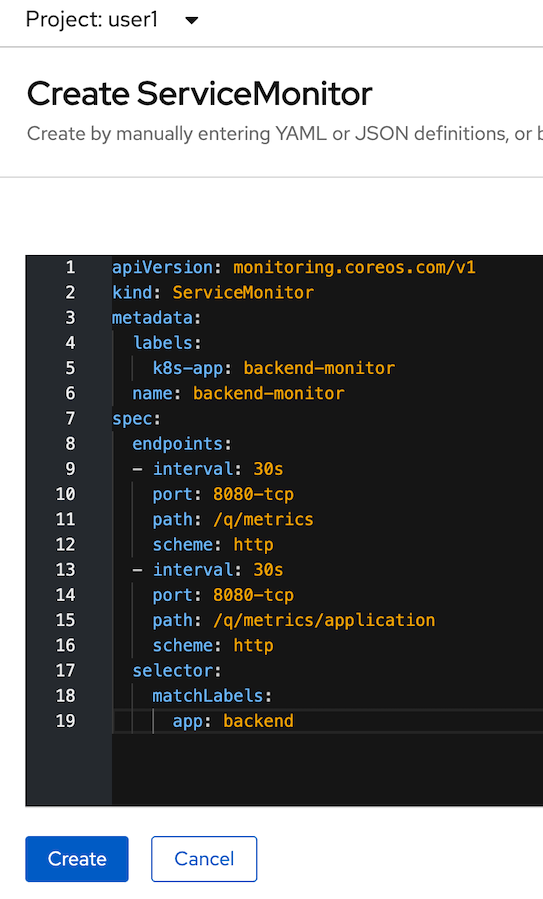 Project: user1
Create ServiceMonitor
Create by manually entering YAML or JSON definitions, or
1 apiVersion: monitoring.coreos.com/v1
2 kind: ServiceMonitor
3 metadata:
4   labels:
5     k8s-app: backend-monitor
6   name: backend-monitor
7 spec:
8   endpoints:
9   - interval: 30s
10     port: 8080-tcp
11     path: /q/metrics
12     scheme: http
13   - interval: 30s
14     port: 8080-tcp
15     path: /q/metrics/application
16     scheme: http
17   selector:
18     matchLabels:
19       app: backend
Create Cancel